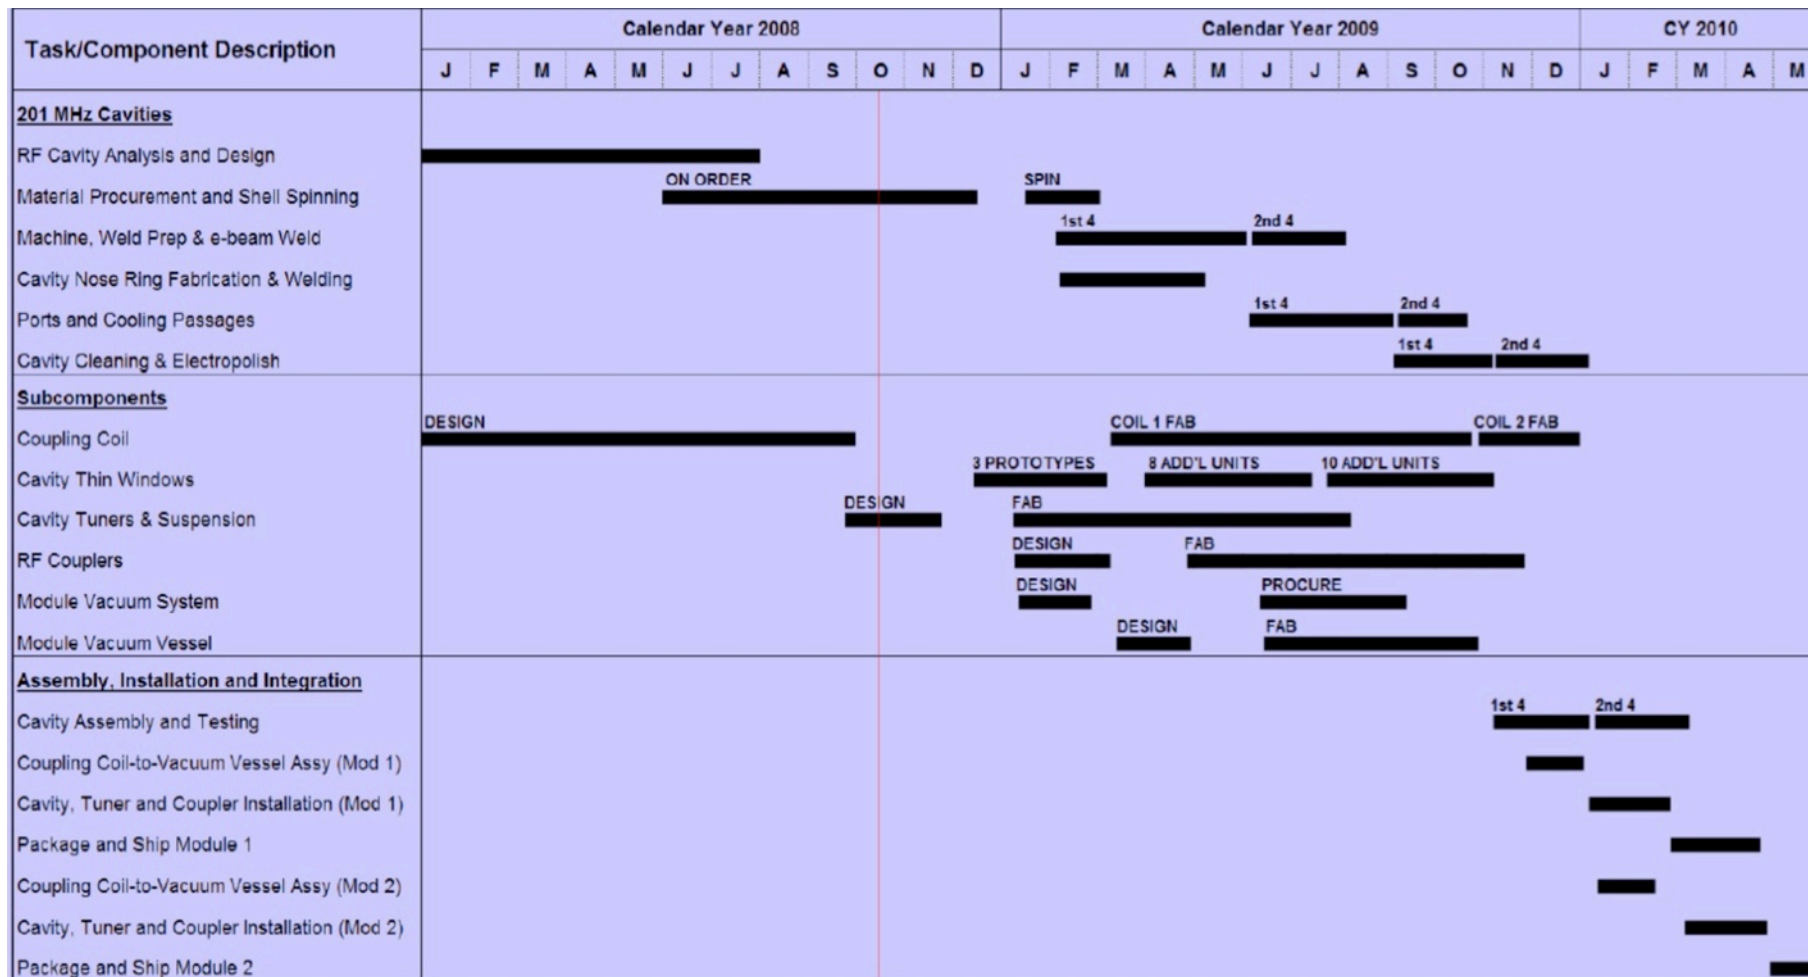 Task/Component Description
Calendar Year 2008 Calendar Year 2009 CY 2010
J F M A M J J A S O N D J F M A M J J A S O N D J F M A M
201 MHz Cavities
RF Cavity Analysis and Design
ON ORDER SPIN
Material Procurement and Shell Spinning
1st 4 2nd 4
Machine, Weld Prep & e-beam Weld
Cavity Nose Ring Fabrication & Welding
1st 4 2nd 4
Ports and Cooling Passages
1st 4 2nd 4
Cavity Cleaning & Electropolish
Subcomponents
DESIGN COIL 1 FAB COIL 2 FAB
Coupling Coil
3 PROTOTYPES 8 ADD'L UNITS 10 ADD'L UNITS
Cavity Thin Windows
DESIGN FAB
Cavity Tuners & Suspension
DESIGN FAB
RF Couplers
DESIGN PROCURE
Module Vacuum System
DESIGN FAB
Module Vacuum Vessel
Assembly, Installation and Integration
1st 4 2nd 4
Cavity Assembly and Testing
Coupling Coil-to-Vacuum Vessel Assy (Mod 1)
Cavity, Tuner and Coupler Installation (Mod 1)
Package and Ship Module 1
Coupling Coil-to-Vacuum Vessel Assy (Mod 2)
Cavity, Tuner and Coupler Installation (Mod 2)
Package and Ship Module 2